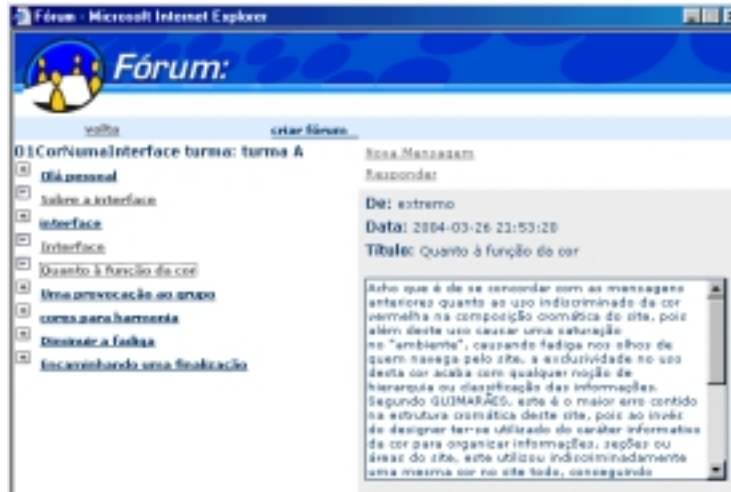 Fórum - Microsoft Internet Explorer
Fórum:
volta
criar fórum
01CorNumaInterface turma: turma A
Olá pessoal
Sobre a interface
interface
Interface
Quanto à função da cor
Uma provocação ao grupo
cores para harmonia
Diminuir a fadiga
Encaminhando uma finalização
Nova Mensagem
Responder
De: extremo
Data: 2004-03-26 21:53:20
Título: Quanto à função da cor
Acho que é de se concordar com as mensagens
anteriores quanto ao uso indiscriminado da cor
vermelha na composição cromática do site, pois
além deste uso causar uma saturação
no "ambiente", causando fadiga nos olhos de
quem navega pelo site, a exclusividade no uso
desta cor acaba com qualquer noção de
hierarquia ou classificação das informações.
Segundo GUIMARÃES, este é o maior erro contido
na estrutura cromática deste site, pois ao invés
do designer ter-se utilizado do caráter informativo
da cor para organizar informações, seções ou
áreas do site, este utilizou indiscriminadamente
uma mesma cor no site todo, conseguindo